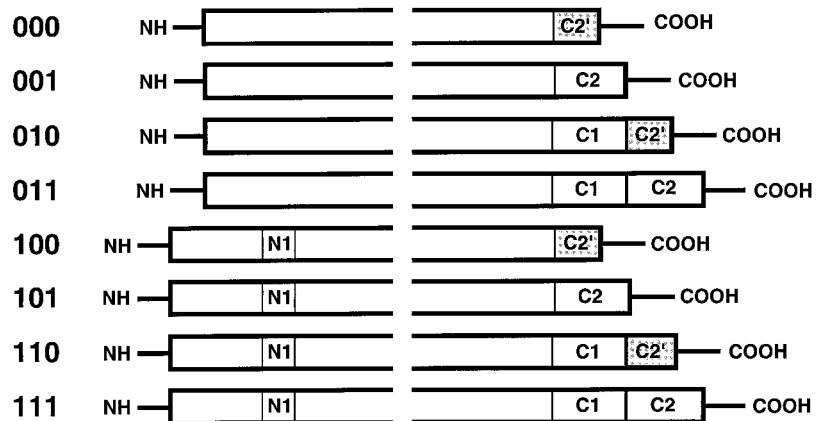 000 NH C2' COOH
001 NH C2 COOH
010 NH C1 C2' COOH
011 NH C1 C2 COOH
100 NH N1 C2' COOH
101 NH N1 C2 COOH
110 NH N1 C1 C2' COOH
111 NH N1 C1 C2 COOH